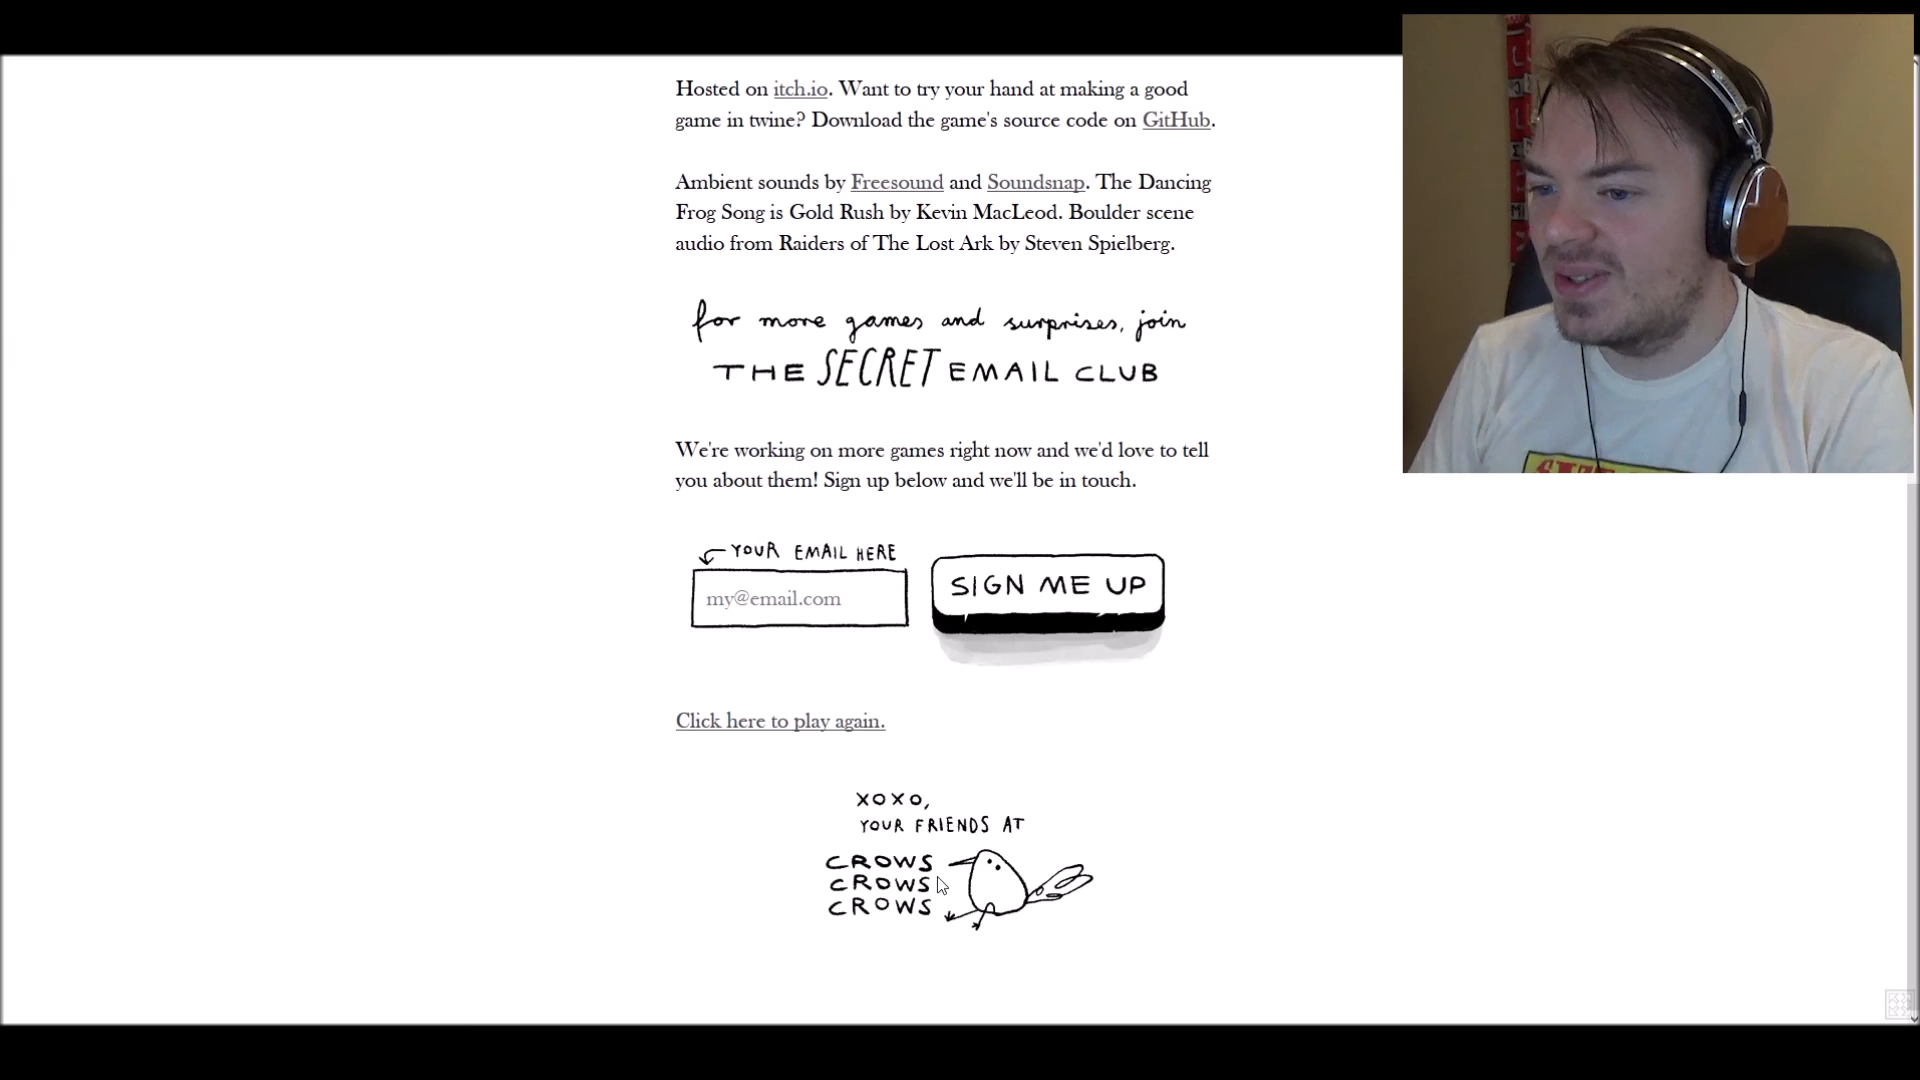 Hosted on itch.io. Want to try your hand at making a good
game in twine? Download the game's source code on GitHub.
Ambient sounds by Freesound and Soundsnap. The Dancing
Frog Song is Gold Rush by Kevin MacLeod. Boulder scene
audio from Raiders of The Lost Ark by Steven Spielberg.
for more games and surprises, join
THE SECRET EMAIL CLUB
We're working on more games right now and we'd love to tell
you about them! Sign up below and we'll be in touch.
YOUR EMAIL HERE
my@email.com
SIGN ME UP
Click here to play again.
XOXO,
YOUR FRIENDS AT
CROWS
CROWS
CROWS